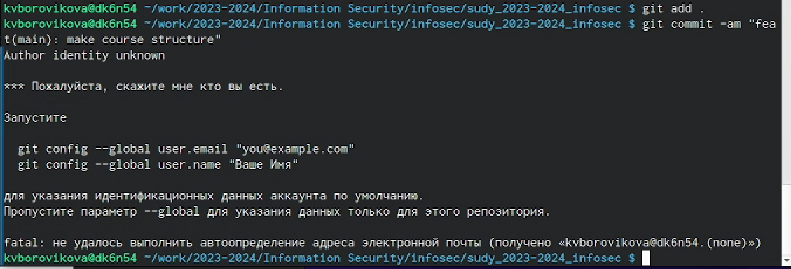 kvborovikova@dk6n54 ~/work/2023-2024/Information Security/infosec/sudy_2023-2024_infosec $ git add .
kvborovikova@dk6n54 ~/work/2023-2024/Information Security/infosec/sudy_2023-2024_infosec $ git commit -am "fea
t(main): make course structure"
Author identity unknown
*** Пожалуйста, скажите мне кто вы есть.
Запустите
git config --global user.email "you@example.com"
git config --global user.name "Ваше Имя"
для указания идентификационных данных аккаунта по умолчанию.
Пропустите параметр --global для указания данных только для этого репозитория.
fatal: не удалось выполнить автоопределение адреса электронной почты (получено «kvborovikova@dk6n54.(none)»)
kvborovikova@dk6n54 ~/work/2023-2024/Information Security/infosec/sudy_2023-2024_infosec $